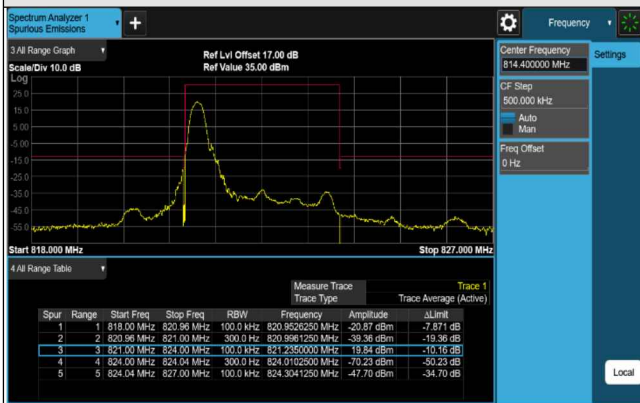 Spectrum Analyzer 1
Spurious Emissions
+
Frequency
3 All Range Graph
Ref Lvl Offset 17.00 dB
Scale/Div 10.0 dB
Ref Value 35.00 dBm
Log
25.0
15.0
5.00
-5.00
-15.0
-25.0
-35.0
-45.0
-55.0
Start 818.000 MHz
Stop 827.000 MHz
Center Frequency
814.400000 MHz
Settings
CF Step
500.000 kHz
Auto
Man
Freq Offset
0 Hz
4 All Range Table
Measure Trace Trace 1
Trace Type Trace Average (Active)
Spur Range Start Freq Stop Freq RBW Frequency Amplitude ΔLimit
1 1 818.00 MHz 820.96 MHz 100.0 kHz 820.9526250 MHz -20.87 dBm -7.871 dB
2 2 820.96 MHz 821.00 MHz 300.0 Hz 820.9961250 MHz -39.36 dBm -19.36 dB
3 3 821.00 MHz 824.00 MHz 100.0 kHz 821.2350000 MHz 19.84 dBm -10.16 dB
4 4 824.00 MHz 824.04 MHz 300.0 Hz 824.0102500 MHz -70.23 dBm -50.23 dB
5 5 824.04 MHz 827.00 MHz 100.0 kHz 824.3041250 MHz -47.70 dBm -34.70 dB
Local